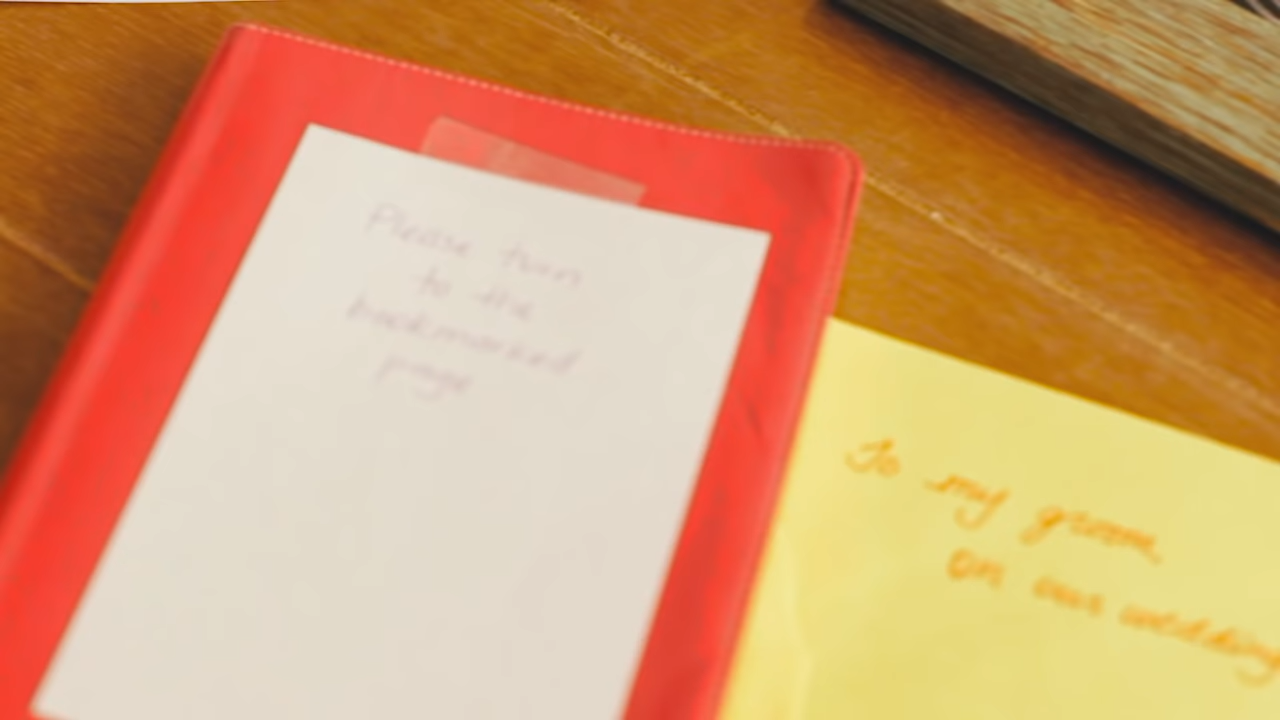 Please turn
to the
bookmarked
page
To my groom,
on our wedding